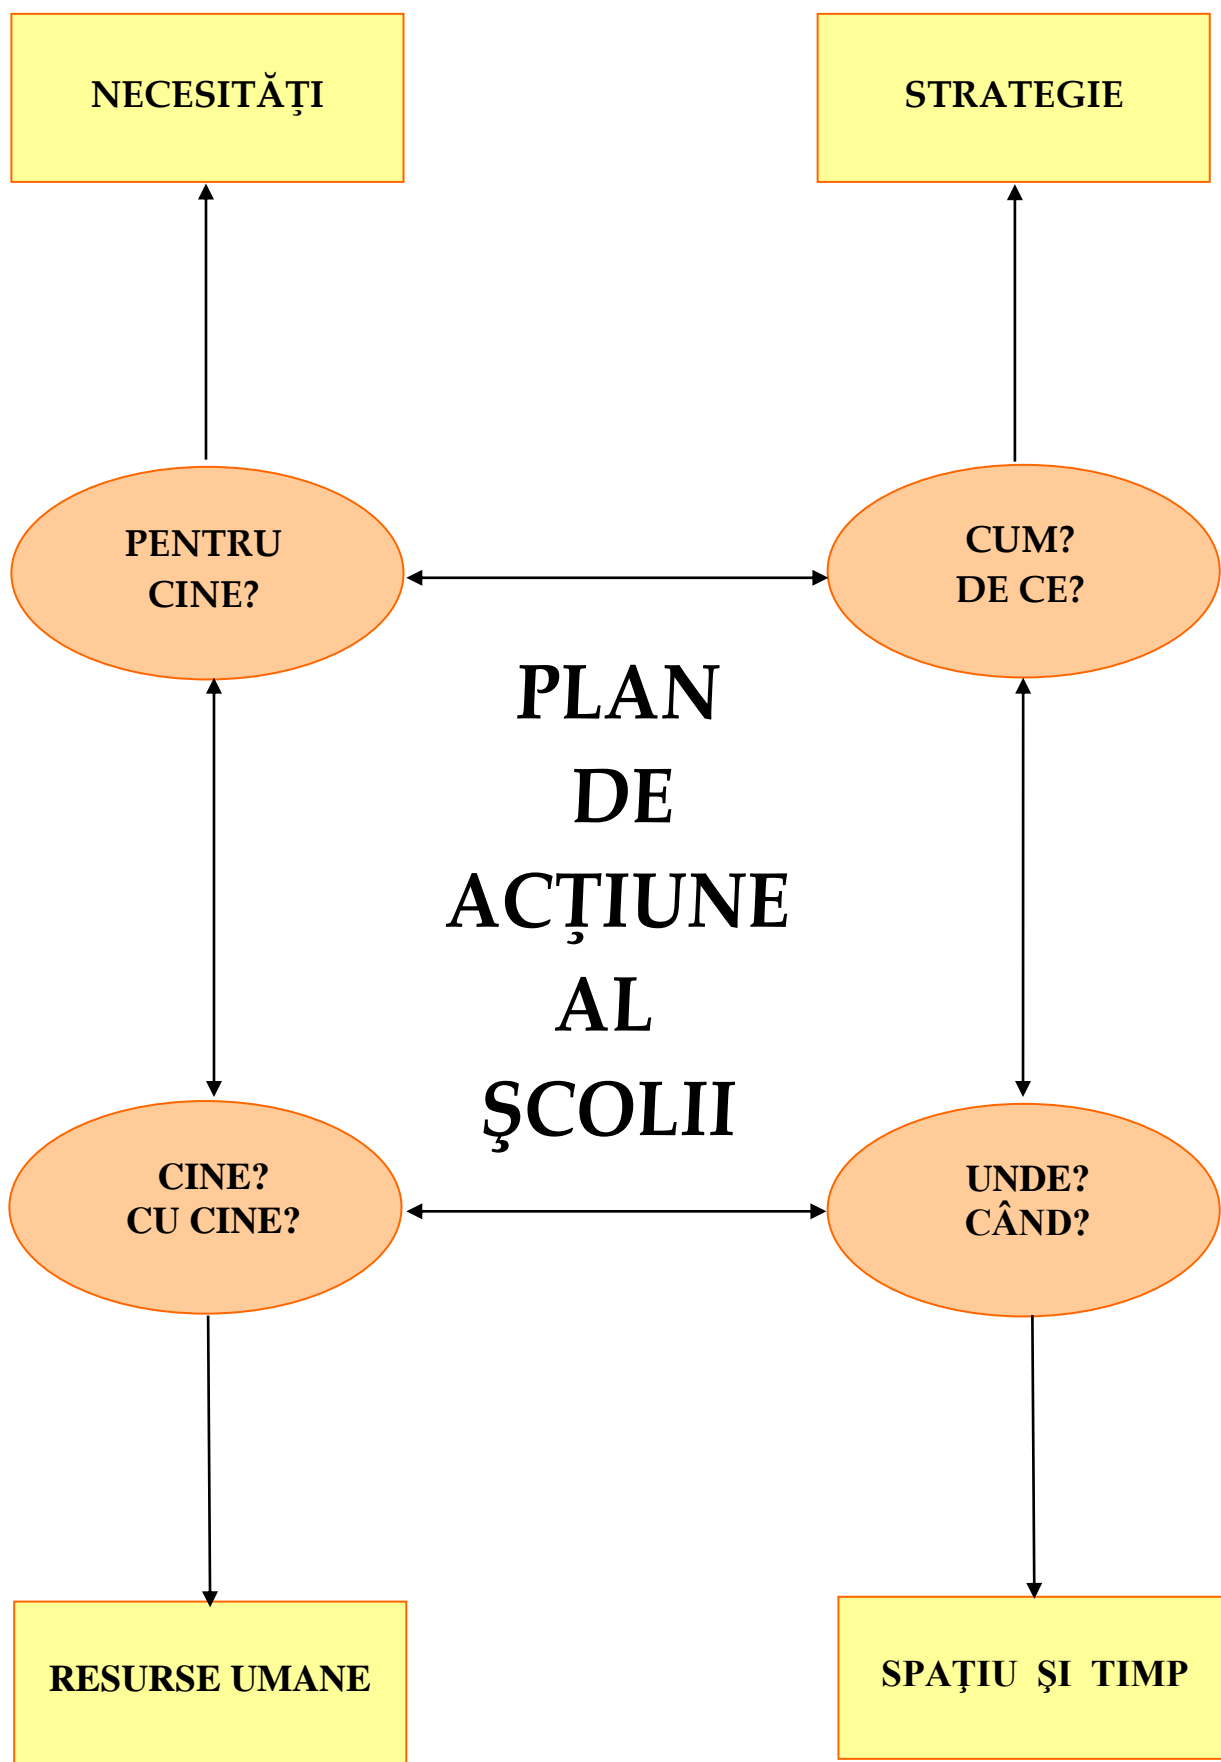 NECESITĂŢI
STRATEGIE
PENTRU
CINE?
CUM?
DE CE?
PLAN
DE
ACŢIUNE
AL
ŞCOLII
CINE?
CU CINE?
UNDE?
CÂND?
RESURSE UMANE
SPAŢIU ŞI TIMP